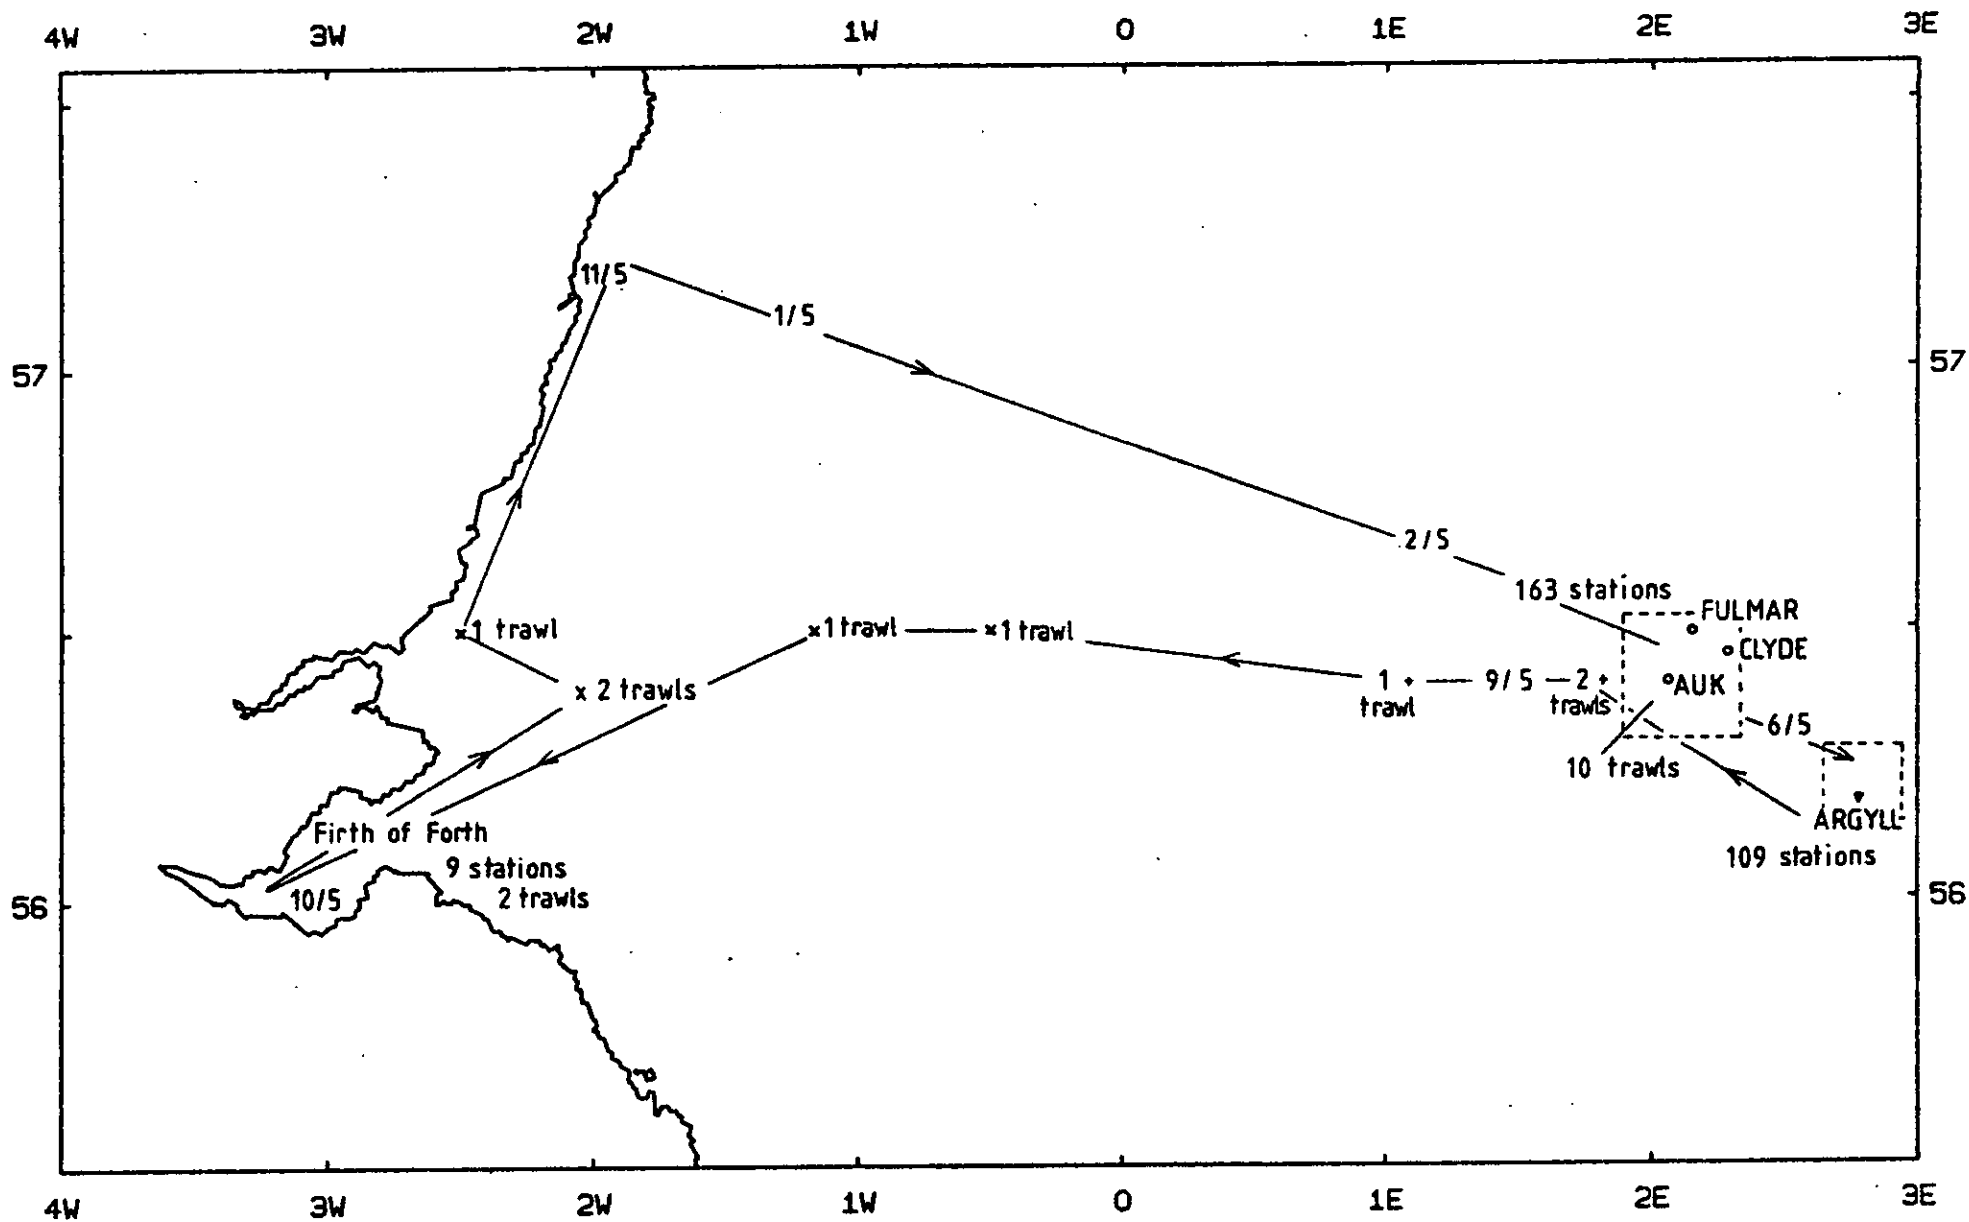 4W 3W 2W 1W 0 1E 2E 3E
11/5
1/5
57 57
2/5
163 stations
FULMAR
x1 trawl
x1 trawl
x1 trawl
CLYDE
x 2 trawls
1 + 9/5 2 +
trawl
trawls
AUK
6/5
10 trawls
ARGYLL
Firth of Forth
109 stations
9 stations
10/5
2 trawls
56 56
4W 3W 2W 1W 0 1E 2E 3E